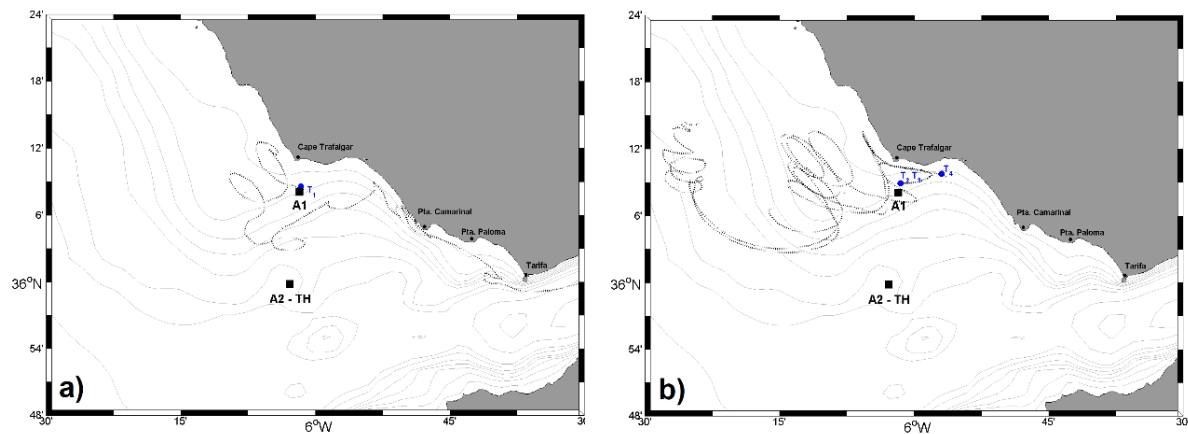 24'
18'
12'
6'
36°N
54'
48'
30'
15'
6°W
45'
30'
Cape Trafalgar
T1
A1
Pta. Camarinal
Pta. Paloma
Tarifa
A2 - TH
a)
24'
18'
12'
6'
36°N
54'
48'
30'
15'
6°W
45'
30
Cape Trafalgar
T2 T3
T4
A1
Pta. Camarinal
Pta. Paloma
Tarifa
A2 - TH
b)